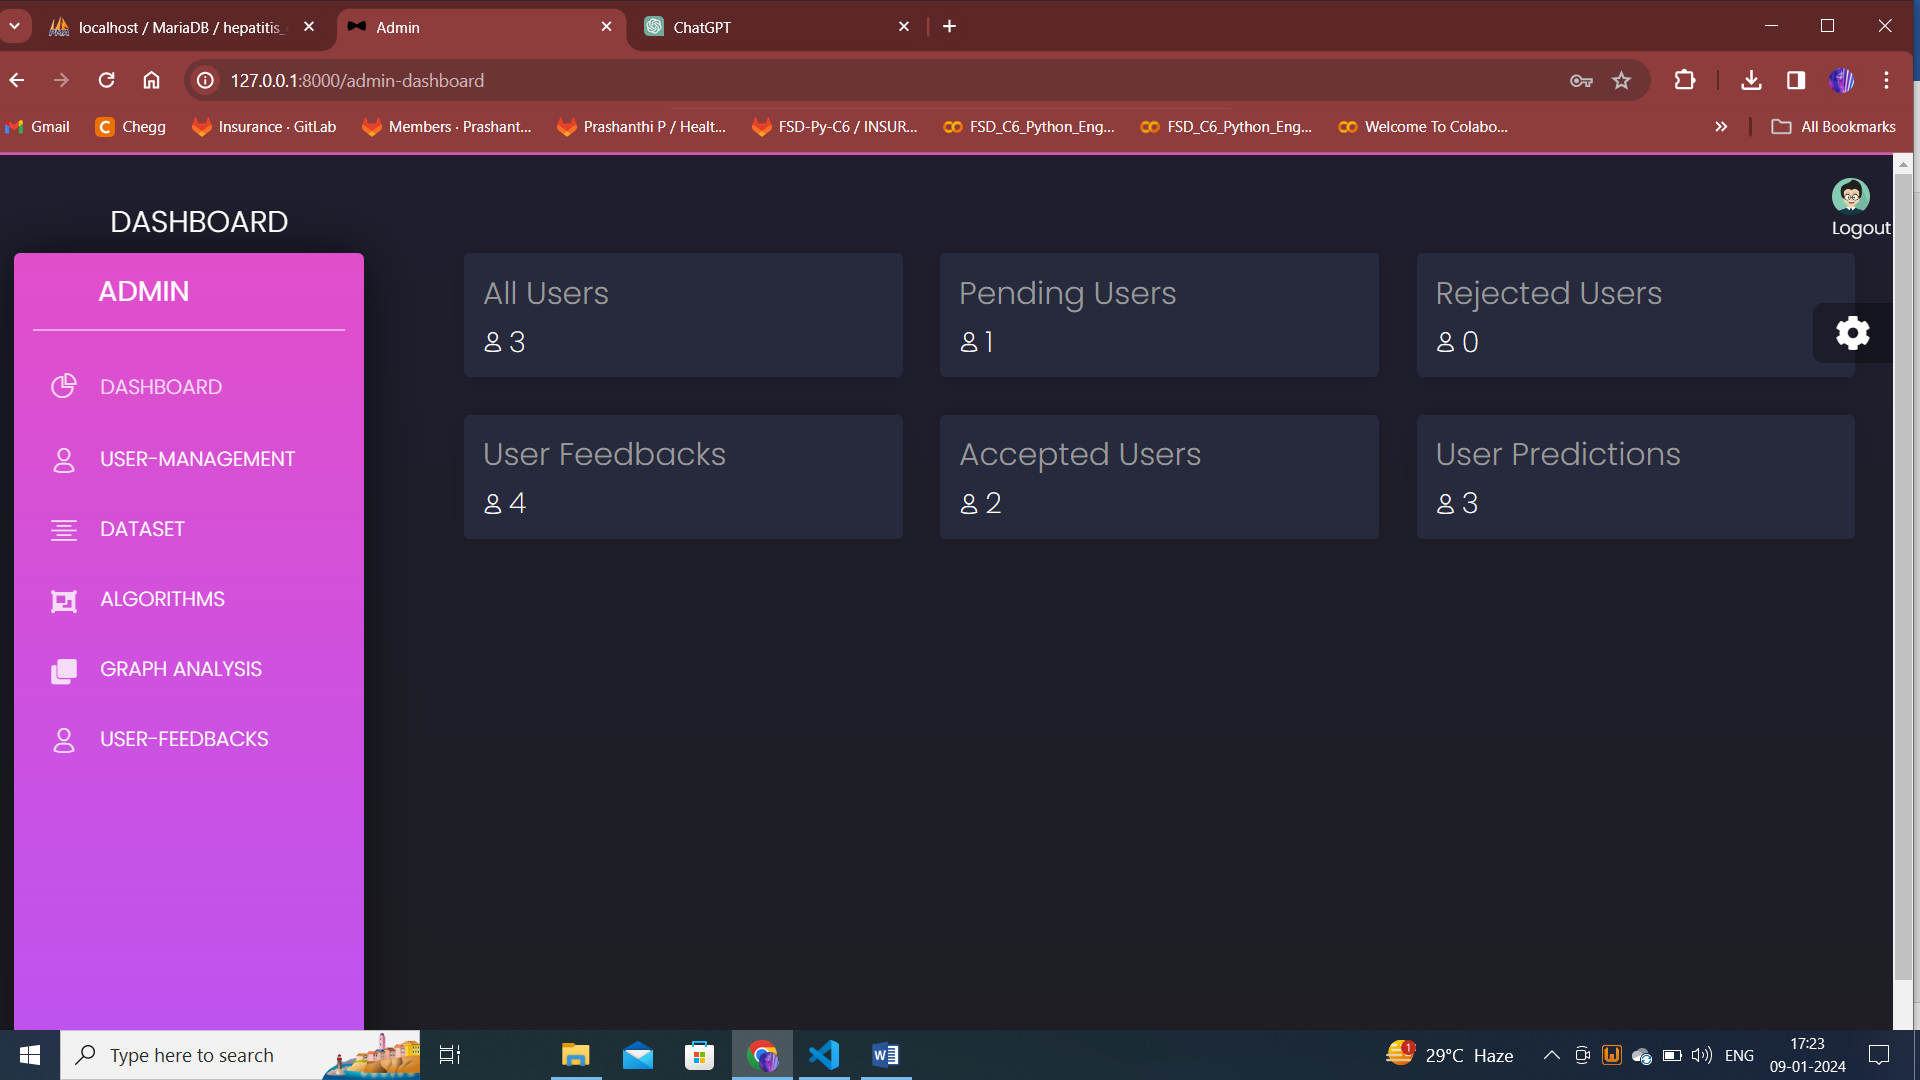 localhost / MariaDB / hepatitis_
Admin
ChatGPT
127.0.0.1:8000/admin-dashboard
Gmail
Chegg
Insurance · GitLab
Members · Prashant...
Prashanthi P / Healt...
FSD-Py-C6 / INSUR...
FSD_C6_Python_Eng...
FSD_C6_Python_Eng...
Welcome To Colabo...
All Bookmarks
DASHBOARD
Logout
ADMIN
DASHBOARD
USER-MANAGEMENT
DATASET
ALGORITHMS
GRAPH ANALYSIS
USER-FEEDBACKS
All Users
3
Pending Users
1
Rejected Users
0
User Feedbacks
4
Accepted Users
2
User Predictions
3
Type here to search
1
29°C Haze
ENG
17:23
09-01-2024